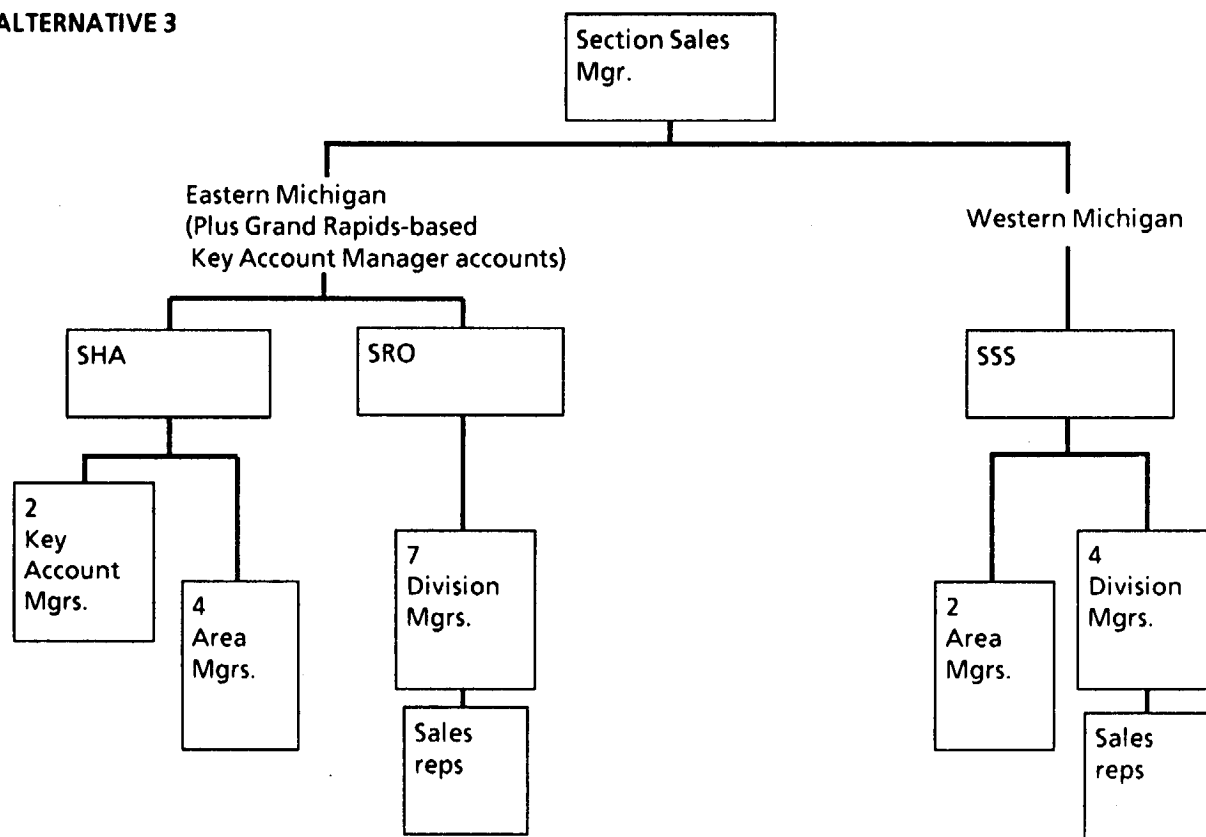 ALTERNATIVE 3
Section Sales
Mgr.
Eastern Michigan
(Plus Grand Rapids-based
Key Account Manager accounts)
Western Michigan
SHA
SRO
SSS
2
Key
Account
Mgrs.
4
Area
Mgrs.
7
Division
Mgrs.
Sales
reps
2
Area
Mgrs.
4
Division
Mgrs.
Sales
reps